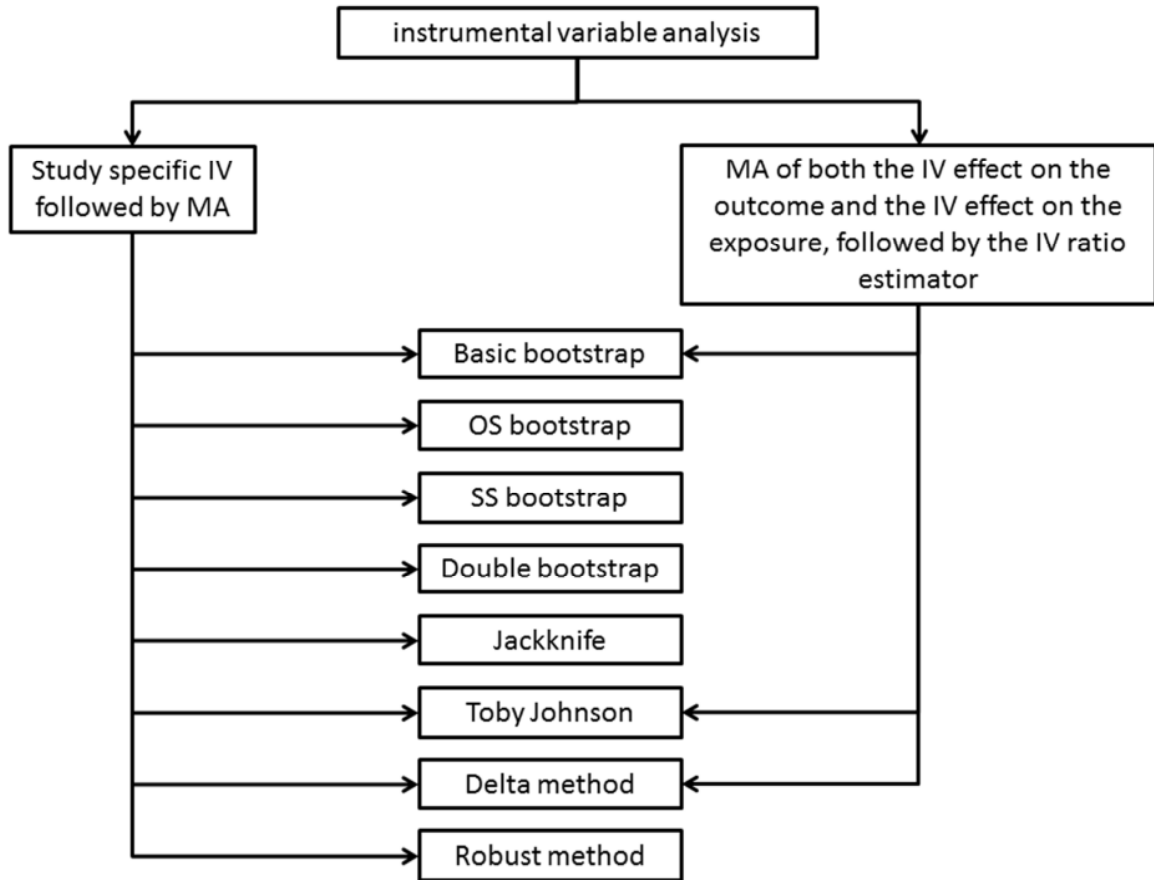 instrumental variable analysis
Study specific IV
followed by MA
MA of both the IV effect on the
outcome and the IV effect on the
exposure, followed by the IV ratio
estimator
Basic bootstrap
OS bootstrap
SS bootstrap
Double bootstrap
Jackknife
Toby Johnson
Delta method
Robust method